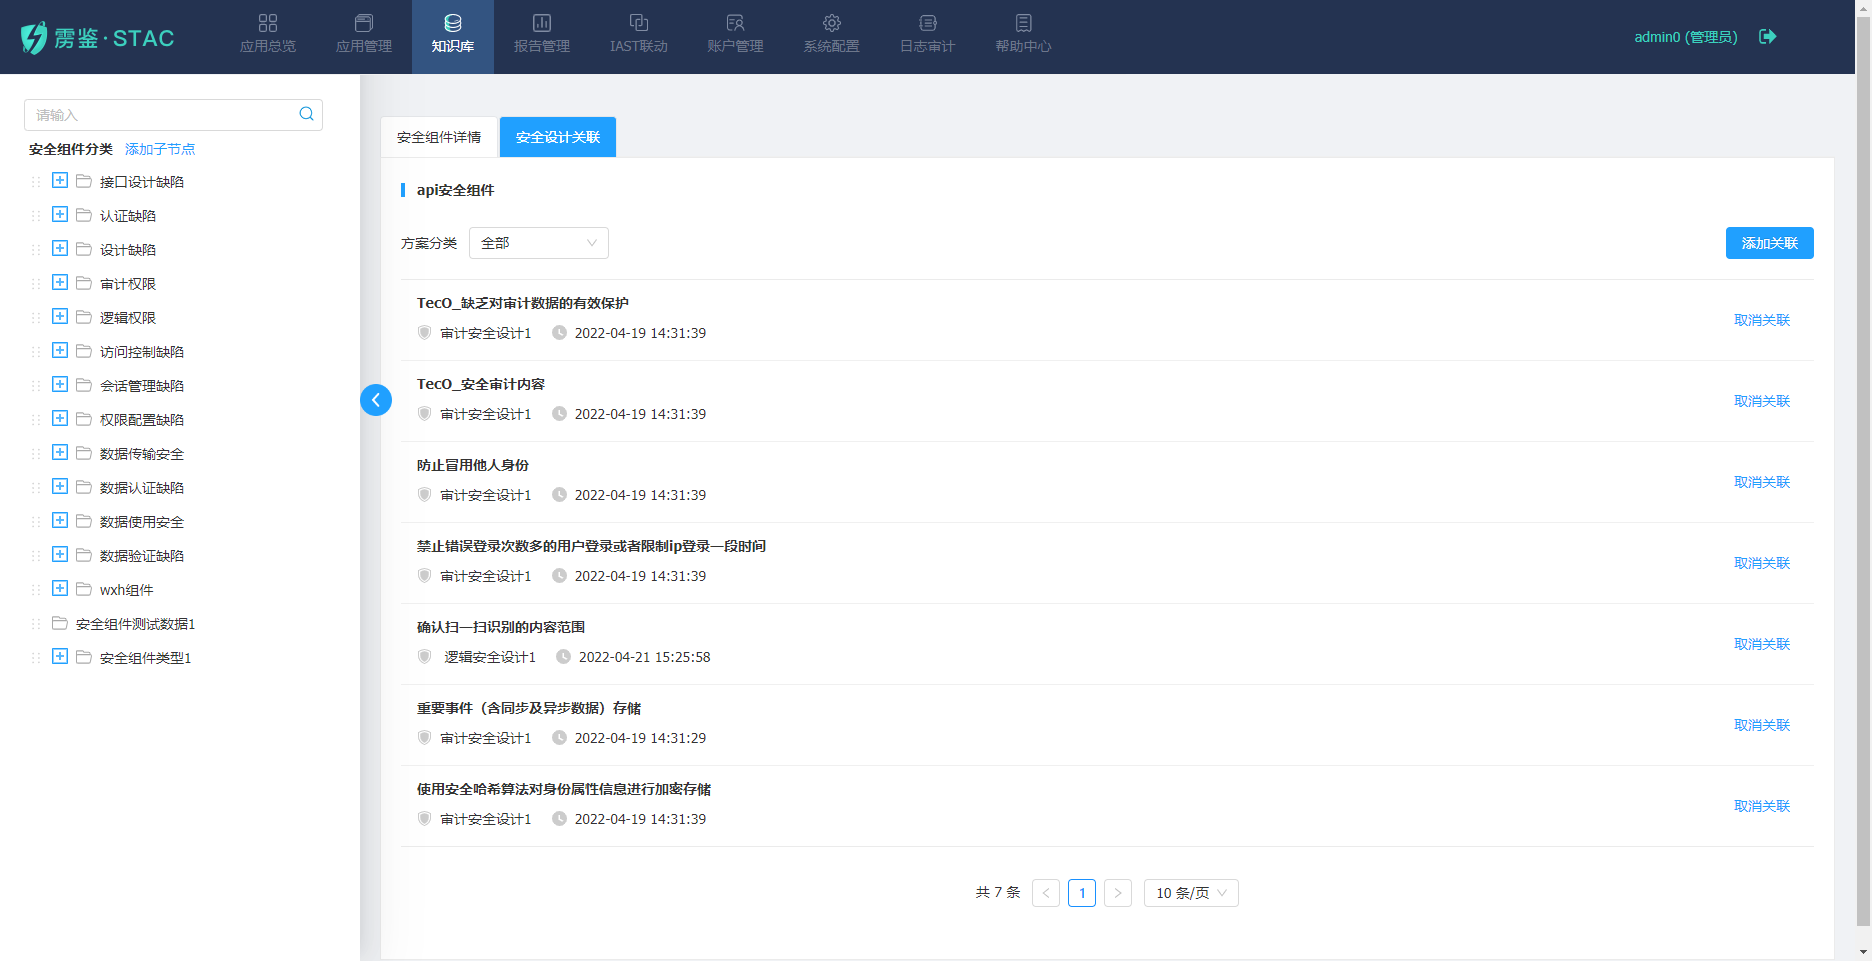 雳鉴·STAC
应用总览
应用管理
知识库
报告管理
IAST联动
账户管理
系统配置
日志审计
帮助中心
admin0 (管理员)
请输入
安全组件分类 添加子节点
接口设计缺陷
认证缺陷
设计缺陷
审计权限
逻辑权限
访问控制缺陷
会话管理缺陷
权限配置缺陷
数据传输安全
数据认证缺陷
数据使用安全
数据验证缺陷
wxh组件
安全组件测试数据1
安全组件类型1
安全组件详情 安全设计关联
api安全组件
方案分类 全部 添加关联
TecO_缺乏对审计数据的有效保护
审计安全设计1 2022-04-19 14:31:39
取消关联
TecO_安全审计内容
审计安全设计1 2022-04-19 14:31:39
取消关联
防止冒用他人身份
审计安全设计1 2022-04-19 14:31:39
取消关联
禁止错误登录次数多的用户登录或者限制ip登录一段时间
审计安全设计1 2022-04-19 14:31:39
取消关联
确认扫一扫识别的内容范围
逻辑安全设计1 2022-04-21 15:25:58
取消关联
重要事件（含同步及异步数据）存储
审计安全设计1 2022-04-19 14:31:29
取消关联
使用安全哈希算法对身份属性信息进行加密存储
审计安全设计1 2022-04-19 14:31:39
取消关联
共 7 条 < 1 > 10 条/页